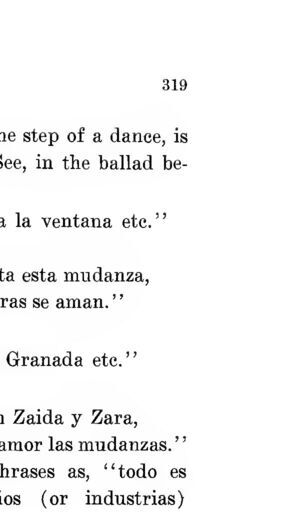 319
ne step of a dance, is
See, in the ballad be-
a la ventana etc.''
ta esta mudanza,
ras se aman.''
Granada etc.''
n Zaida y Zara,
amor las mudanzas.''
hrases as, "todo es
ios (or industrias)